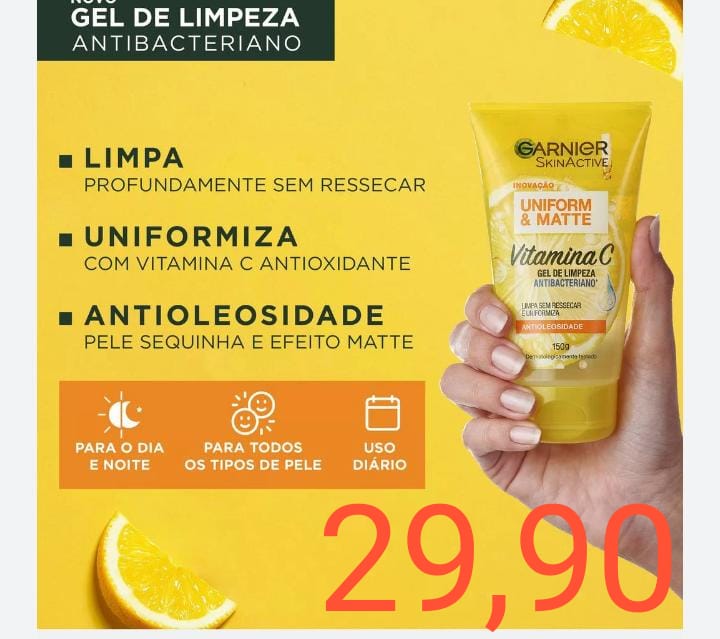 NOVO
GEL DE LIMPEZA
ANTIBACTERIANO
LIMPA
PROFUNDAMENTE SEM RESSECAR
UNIFORMIZA
COM VITAMINA C ANTIOXIDANTE
ANTIOLEOSIDADE
PELE SEQUINHA E EFEITO MATTE
PARA O DIA
E NOITE
PARA TODOS
OS TIPOS DE PELE
USO
DIÁRIO
GARNIER
SKINACTIVE
INOVAÇÃO
UNIFORM
& MATTE
Vitamina C
GEL DE LIMPEZA
ANTIBACTERIANO*
LIMPA SEM RESSECAR
E UNIFORMIZA
ANTIOLEOSIDADE
150g
Dermatologicamente testado
29,90